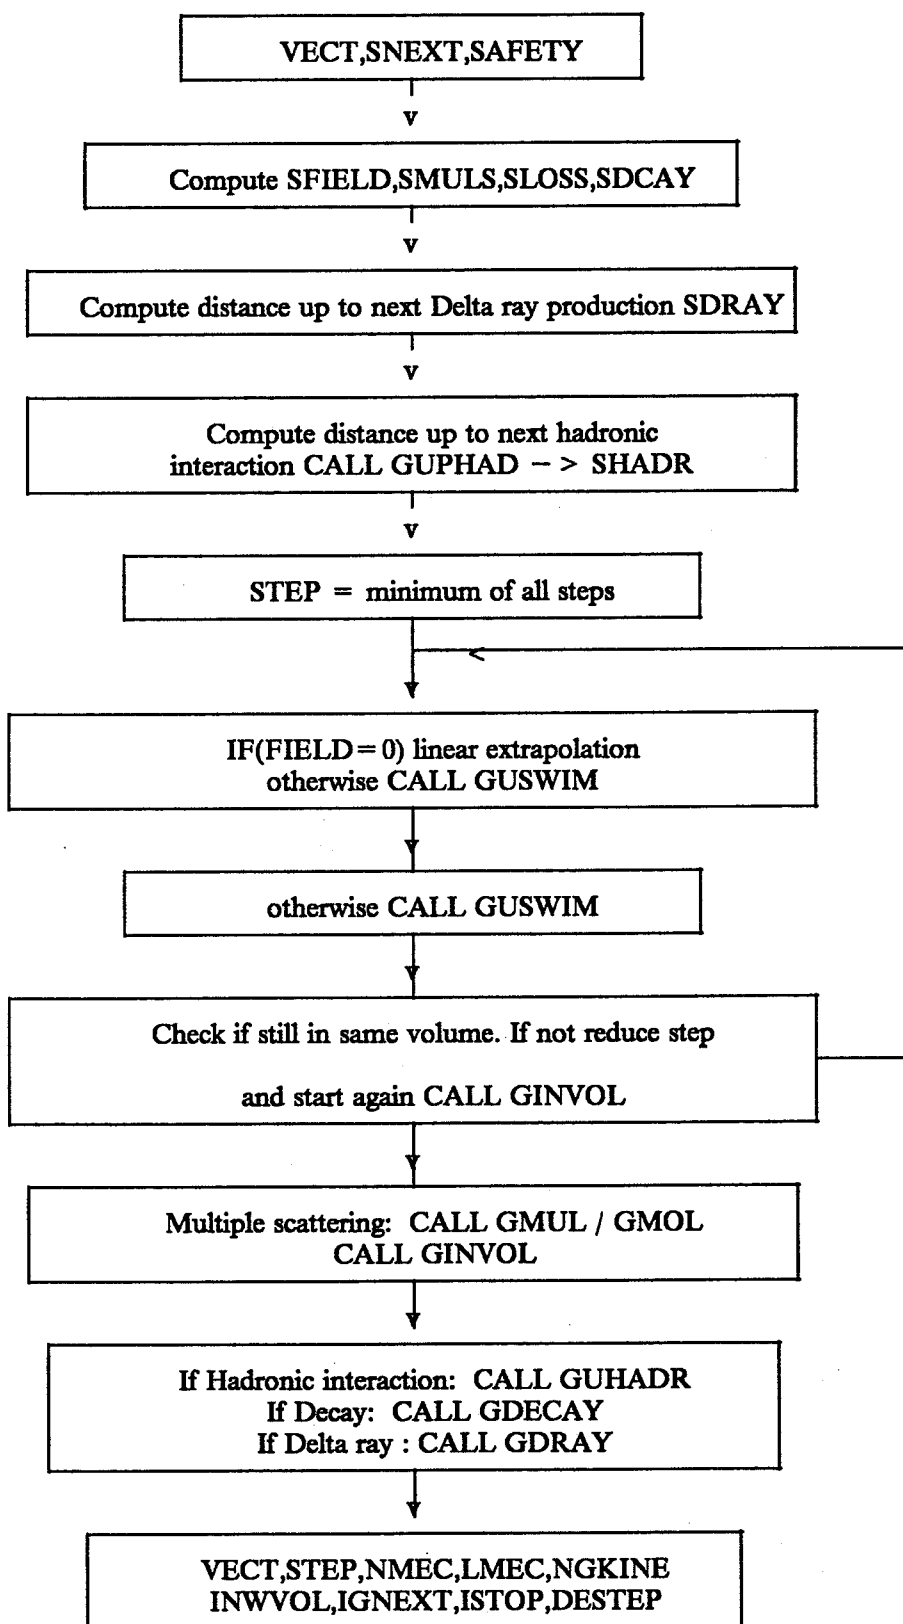 VECT,SNEXT,SAFETY
v
Compute SFIELD,SMULS,SLOSS,SDCAY
v
Compute distance up to next Delta ray production SDRAY
v
Compute distance up to next hadronic
interaction CALL GUPHAD – > SHADR
v
STEP = minimum of all steps
<
IF(FIELD=0) linear extrapolation
otherwise CALL GUSWIM
otherwise CALL GUSWIM
Check if still in same volume. If not reduce step
and start again CALL GINVOL
Multiple scattering: CALL GMUL / GMOL
CALL GINVOL
If Hadronic interaction: CALL GUHADR
If Decay: CALL GDECAY
If Delta ray : CALL GDRAY
VECT,STEP,NMEC,LMEC,NGKINE
INWVOL,IGNEXT,ISTOP,DESTEP